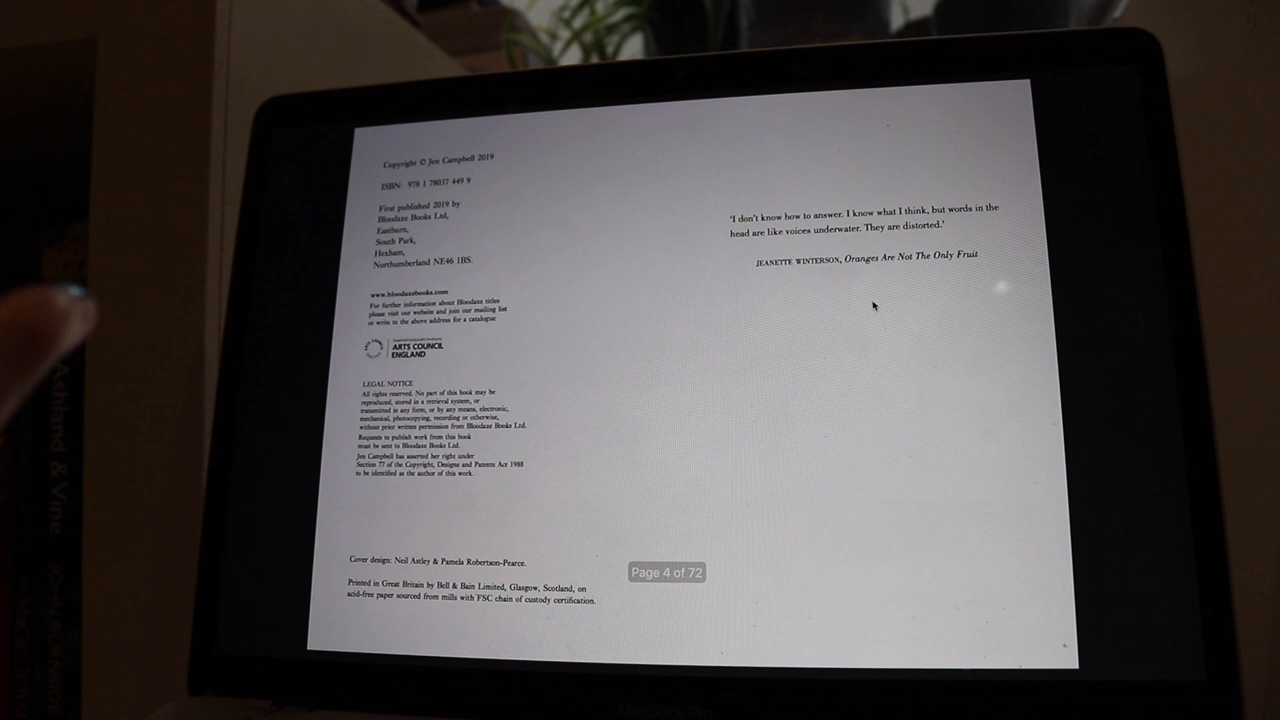 Copyright © Jen Campbell 2019
ISBN: 978 1 78037 449 9
First published 2019 by
Bloodaxe Books Ltd,
Eastburn,
South Park,
Hexham,
Northumberland NE46 1BS.
www.bloodaxebooks.com
For further information about Bloodaxe titles
please visit our website and join our mailing list
or write to the above address for a catalogue
ARTS COUNCIL
ENGLAND
LEGAL NOTICE
All rights reserved. No part of this book may be
reproduced, stored in a retrieval system, or
transmitted in any form, or by any means, electronic,
mechanical, photocopying, recording or otherwise,
without prior written permission from Bloodaxe Books Ltd.
Requests to publish work from this book
must be sent to Bloodaxe Books Ltd.
Jen Campbell has asserted her right under
Section 77 of the Copyright, Designs and Patents Act 1988
to be identified as the author of this work.
Cover design: Neil Astley & Pamela Robertson-Pearce.
Printed in Great Britain by Bell & Bain Limited, Glasgow, Scotland, on
acid-free paper sourced from mills with FSC chain of custody certification.
'I don't know how to answer. I know what I think, but words in the
head are like voices underwater. They are distorted.'
JEANETTE WINTERSON, Oranges Are Not The Only Fruit
Page 4 of 72
MacBook Pro
Ashland & Vine